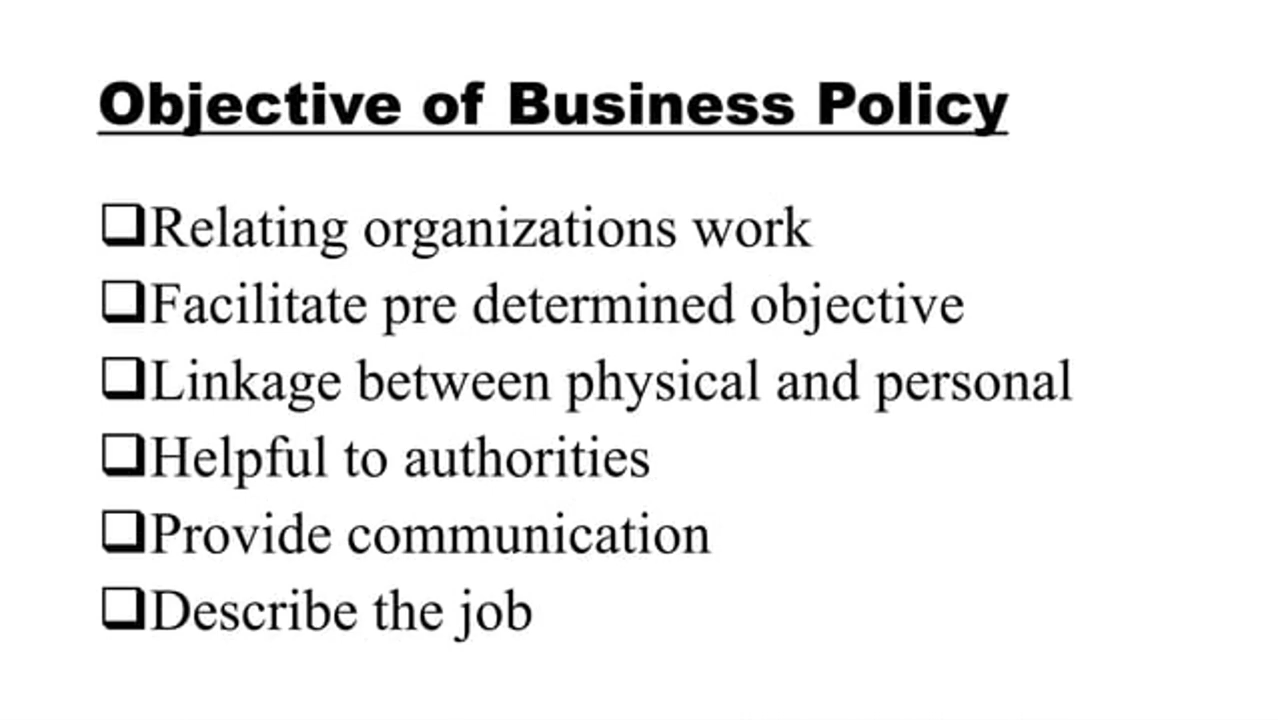 Objective of Business Policy
❑Relating organizations work
❑Facilitate pre determined objective
❑Linkage between physical and personal
❑Helpful to authorities
❑Provide communication
❑Describe the job